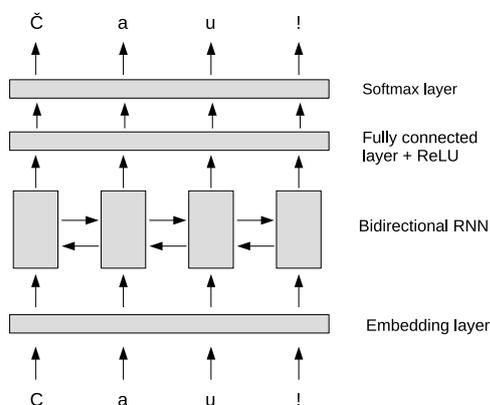 Č a u !
Softmax layer
Fully connected
layer + ReLU
Bidirectional RNN
Embedding layer
C a u !